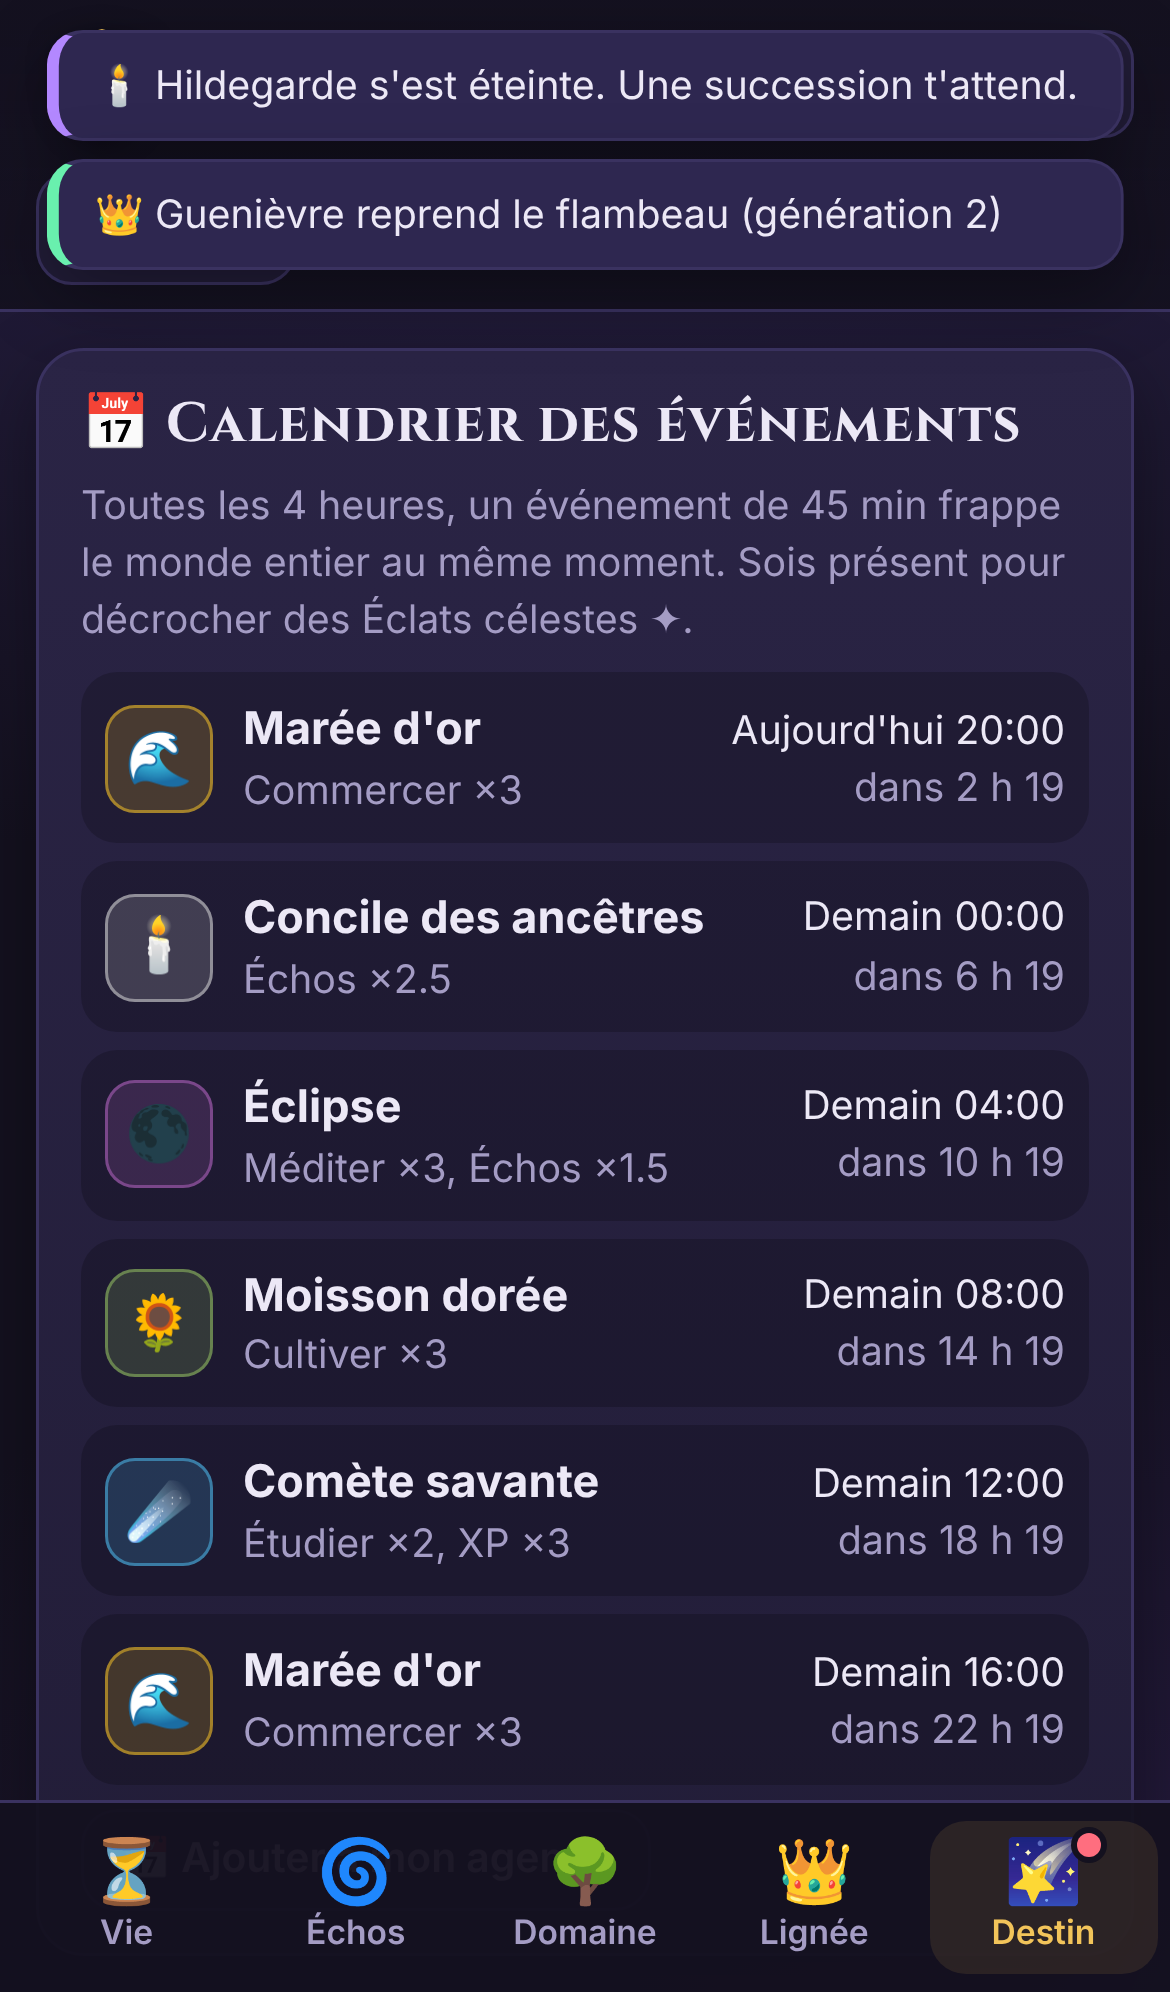 Hildegarde s'est éteinte. Une succession t'attend.
Guenièvre reprend le flambeau (génération 2)
July
17
Calendrier des événements
Toutes les 4 heures, un événement de 45 min frappe
le monde entier au même moment. Sois présent pour
décrocher des Éclats célestes ✦.
Marée d'or
Aujourd'hui 20:00
Commercer ×3
dans 2 h 19
Concile des ancêtres
Demain 00:00
Échos ×2.5
dans 6 h 19
Éclipse
Demain 04:00
Méditer ×3, Échos ×1.5
dans 10 h 19
Moisson dorée
Demain 08:00
Cultiver ×3
dans 14 h 19
Comète savante
Demain 12:00
Étudier ×2, XP ×3
dans 18 h 19
Marée d'or
Demain 16:00
Commercer ×3
dans 22 h 19
Ajouter
Vie
Échos
Domaine
Lignée
Destin